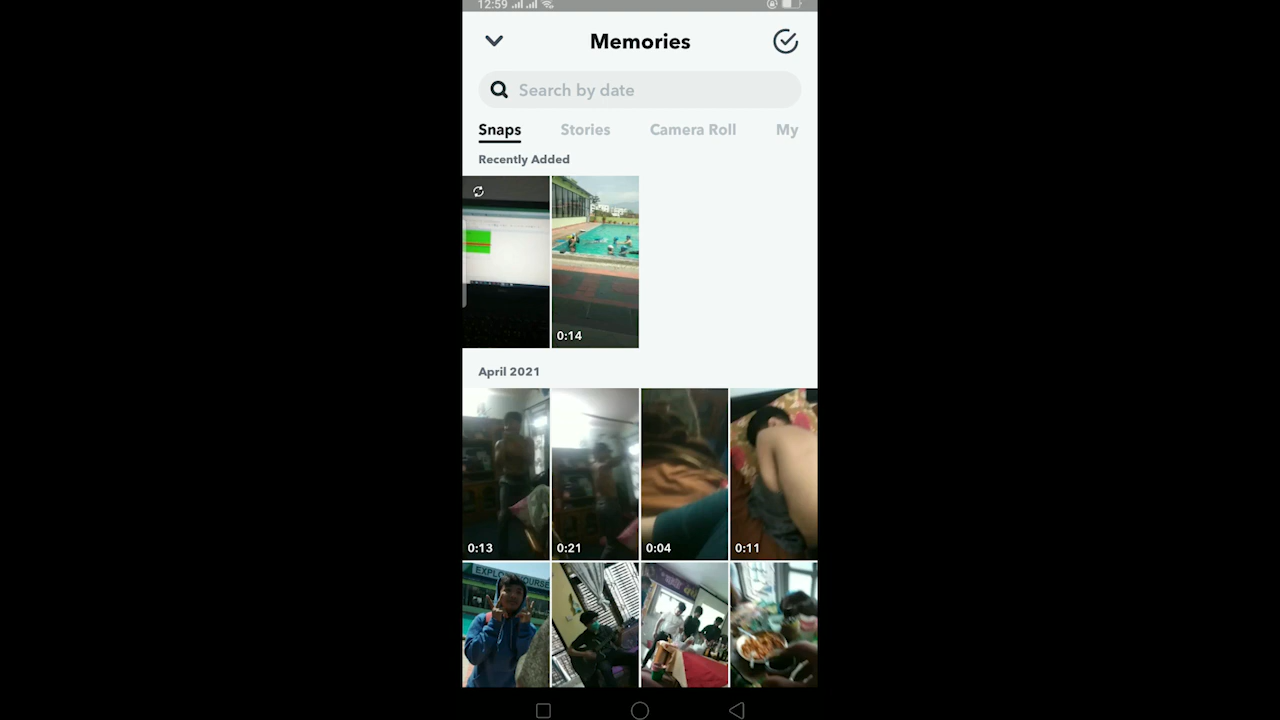 12:59
Memories
Search by date
Snaps Stories Camera Roll My
Recently Added
0:14
April 2021
0:13 0:21 0:04 0:11